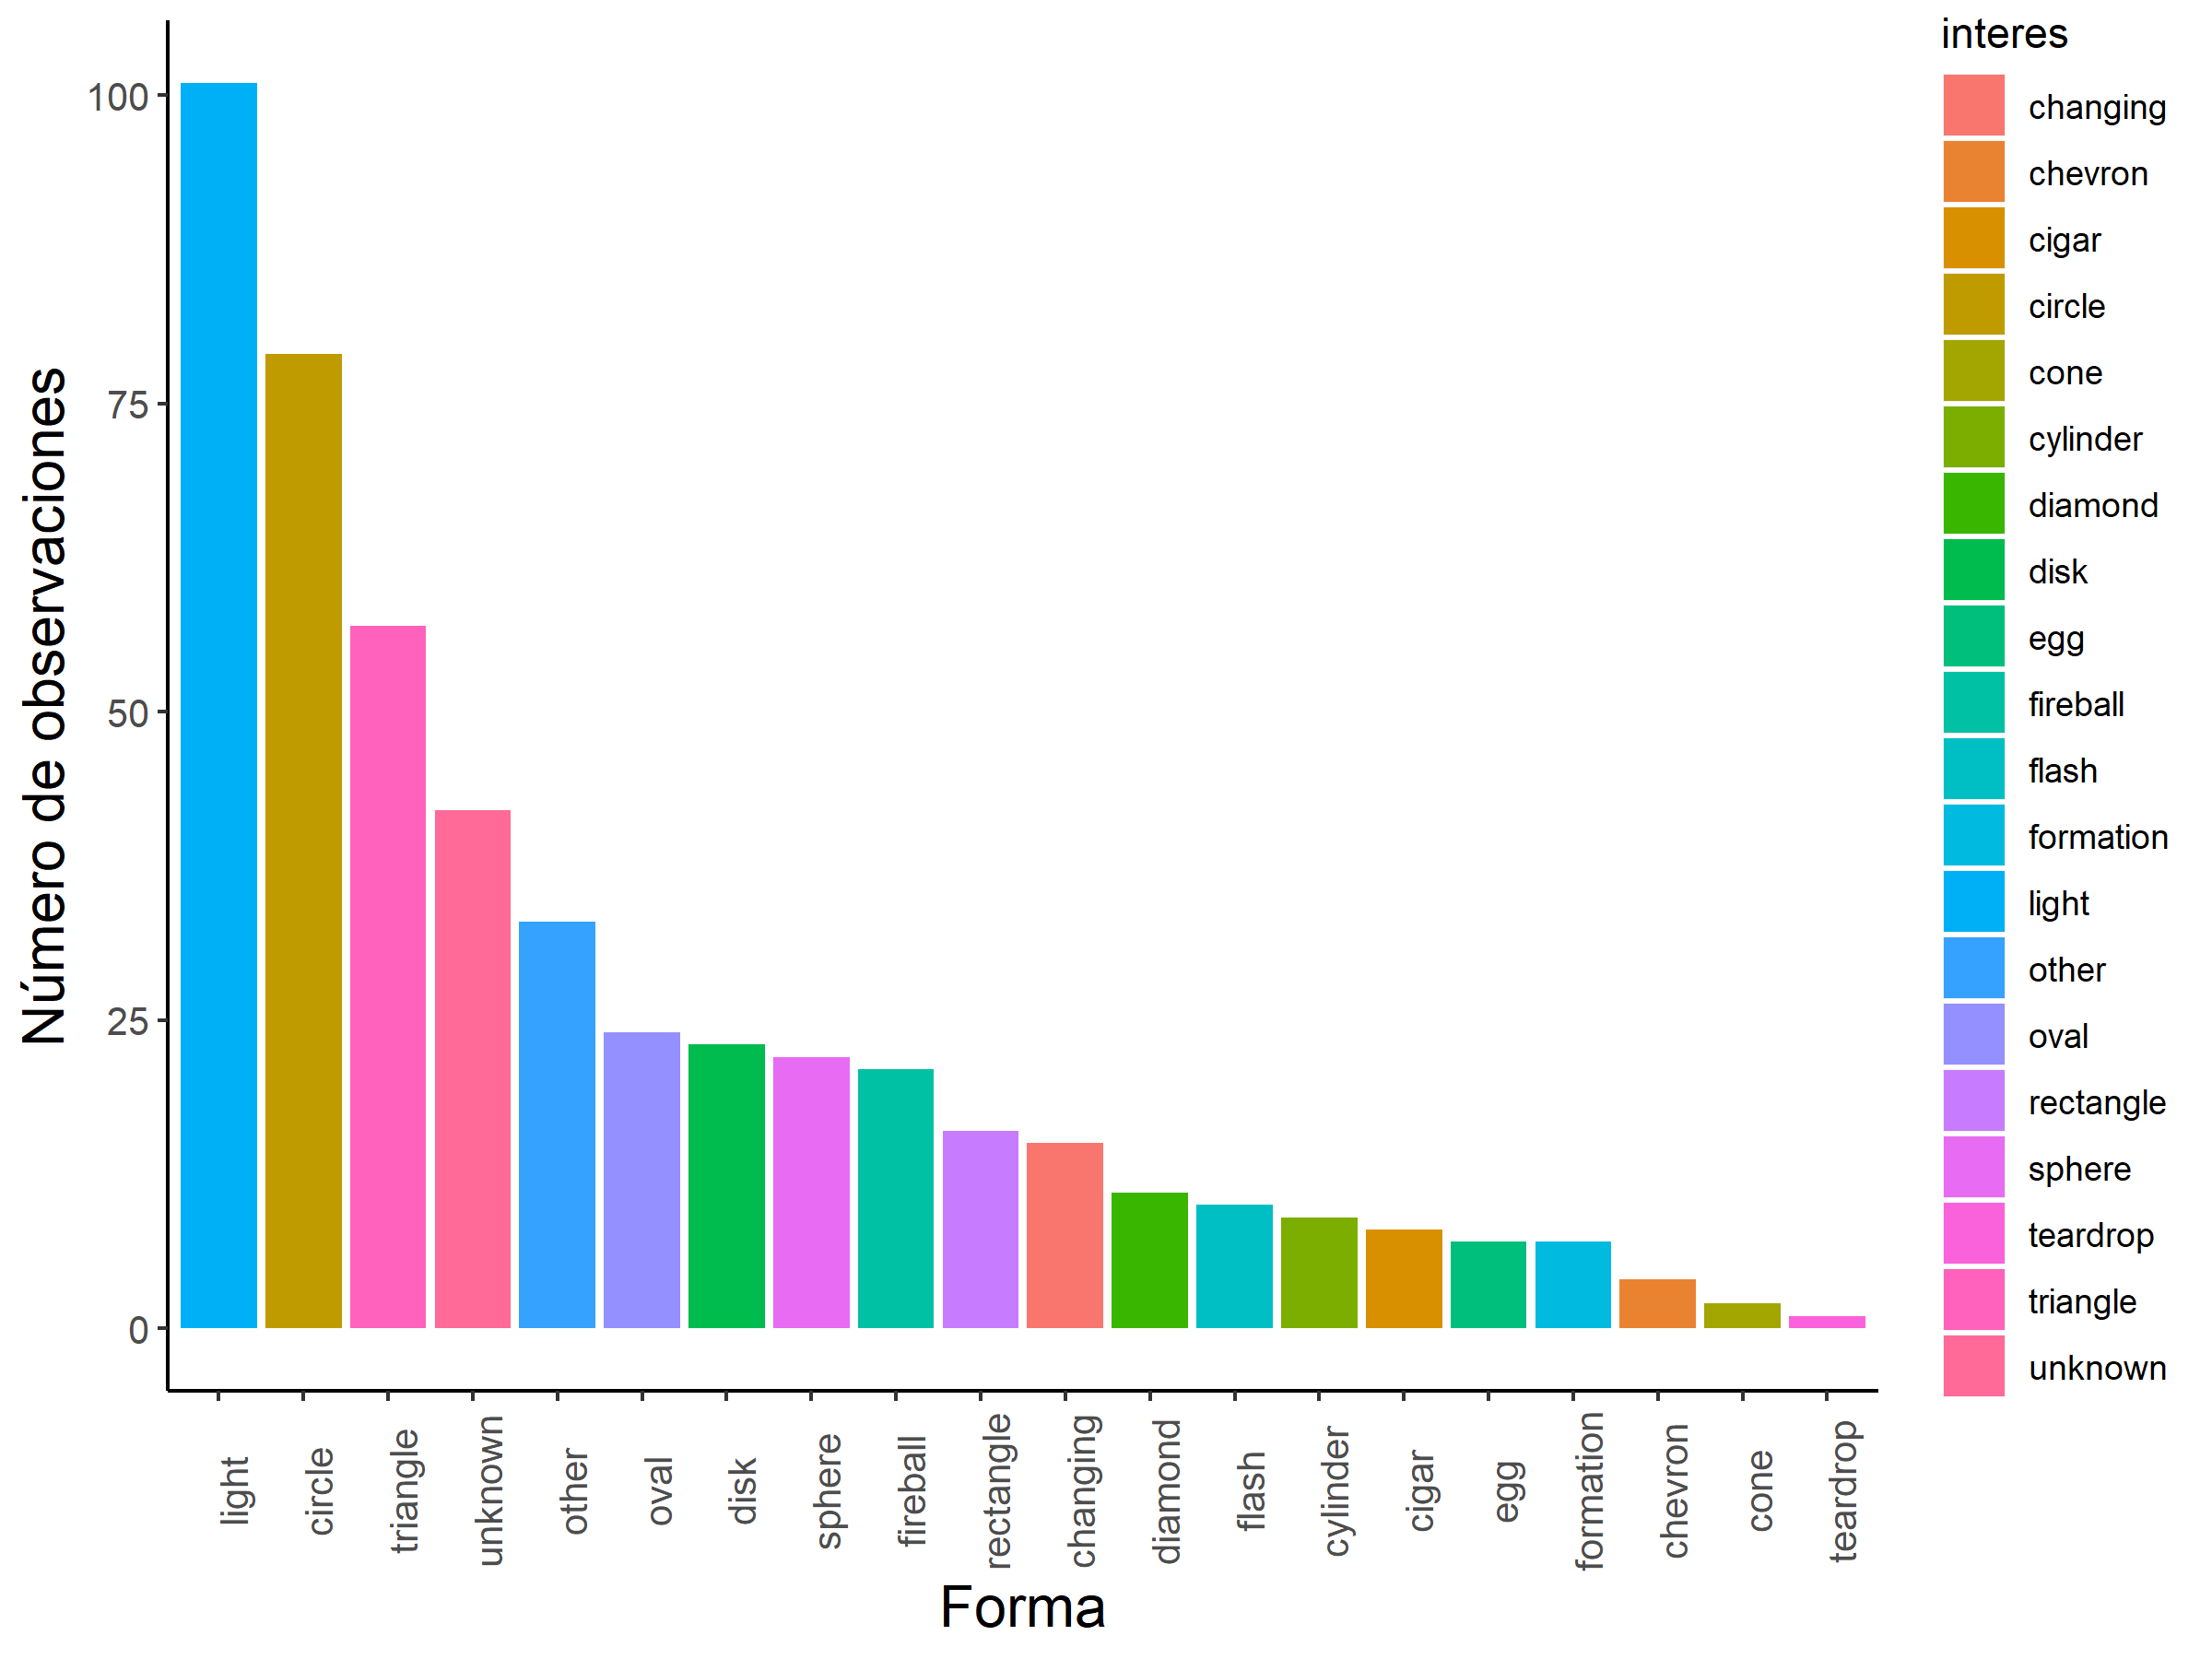 Número de observaciones
100
75
50
25
0
light
circle
triangle
unknown
other
oval
disk
sphere
fireball
rectangle
changing
diamond
flash
cylinder
cigar
egg
formation
chevron
cone
teardrop
Forma
interes
changing
chevron
cigar
circle
cone
cylinder
diamond
disk
egg
fireball
flash
formation
light
other
oval
rectangle
sphere
teardrop
triangle
unknown